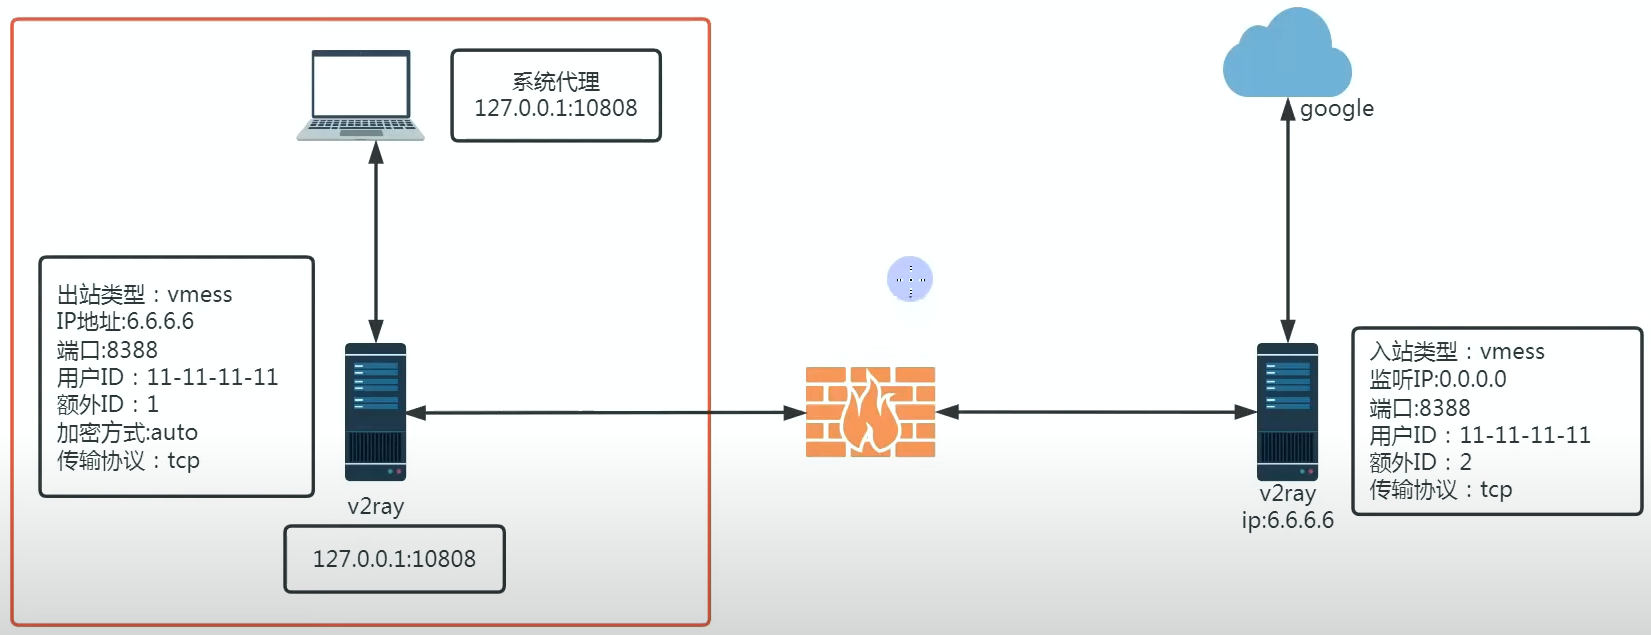 系统代理
127.0.0.1:10808
google
出站类型：vmess
IP地址:6.6.6.6
端口:8388
用户ID：11-11-11-11
额外ID：1
加密方式:auto
传输协议：tcp
v2ray
127.0.0.1:10808
入站类型：vmess
监听IP:0.0.0.0
端口:8388
用户ID：11-11-11-11
额外ID：2
传输协议：tcp
v2ray
ip:6.6.6.6